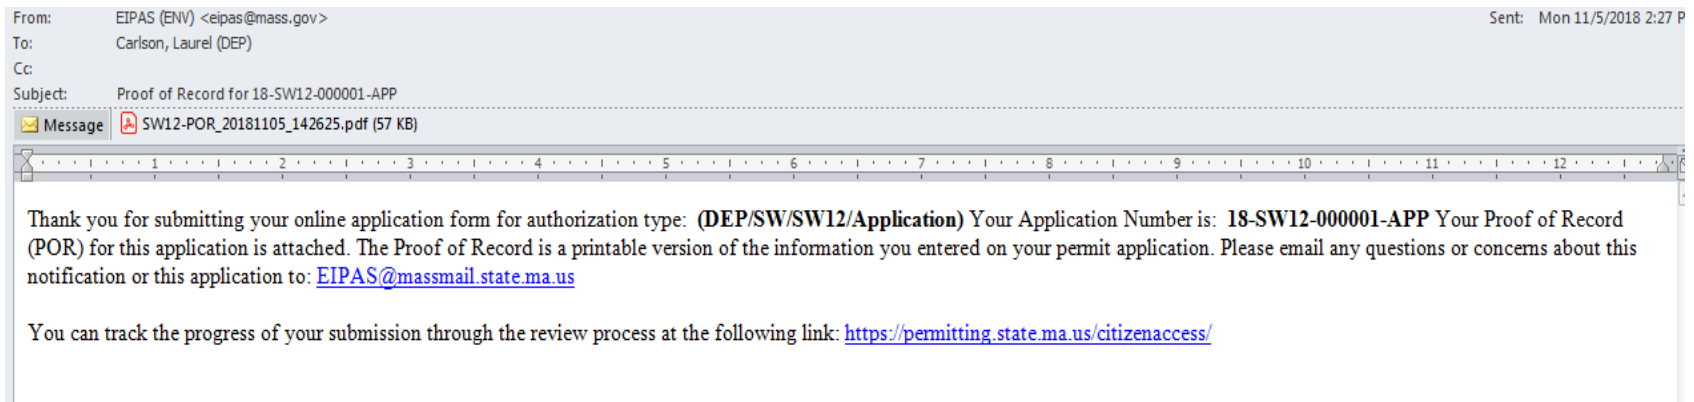 From: EIPAS (ENV) <eipas@mass.gov> Sent: Mon 11/5/2018 2:27 P
To: Carlson, Laurel (DEP)
Cc:
Subject: Proof of Record for 18-SW12-000001-APP
Message SW12-POR_20181105_142625.pdf (57 KB)
1 2 3 4 5 6 7 8 9 10 11 12
Thank you for submitting your online application form for authorization type: (DEP/SW/SW12/Application) Your Application Number is: 18-SW12-000001-APP Your Proof of Record
(POR) for this application is attached. The Proof of Record is a printable version of the information you entered on your permit application. Please email any questions or concerns about this
notification or this application to: EIPAS@massmail.state.ma.us
You can track the progress of your submission through the review process at the following link: https://permitting.state.ma.us/citizenaccess/